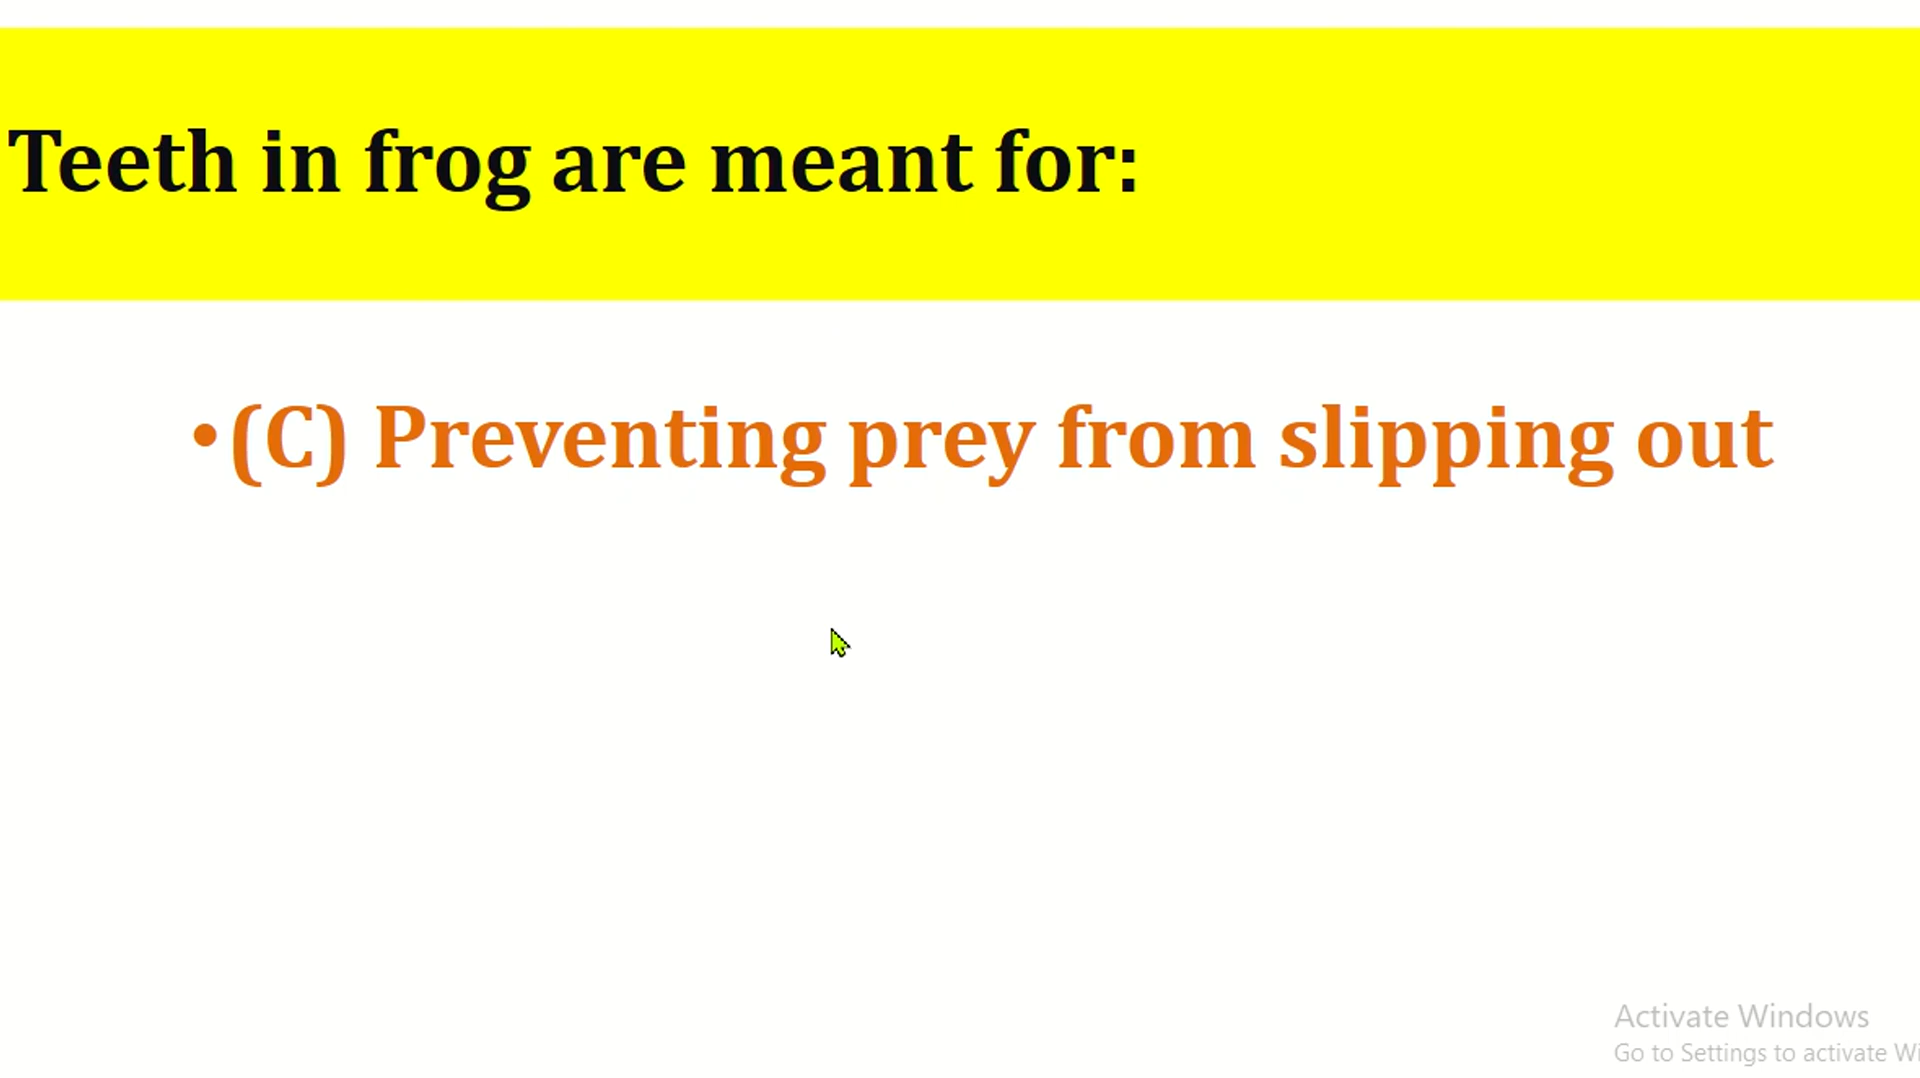 Teeth in frog are meant for:
•(C) Preventing prey from slipping out
Activate Windows
Go to Settings to activate Wi